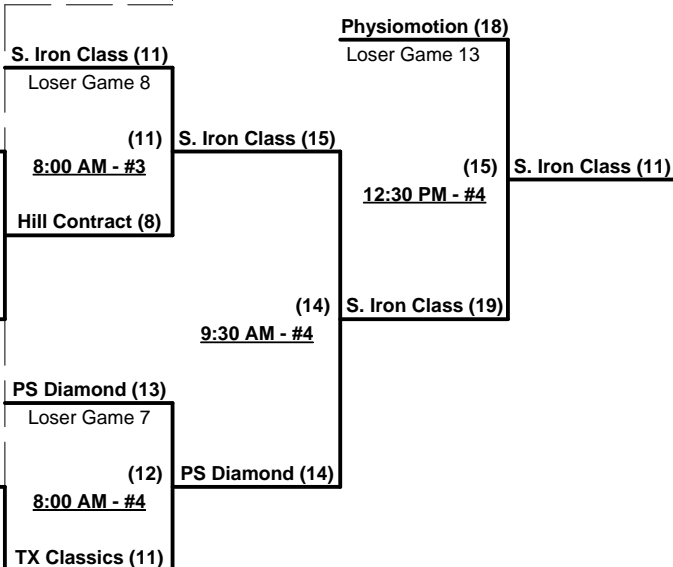 Physiomotion (18)
Loser Game 13
S. Iron Class (11)
Loser Game 8
(11)
8:00 AM - #3
S. Iron Class (15)
Hill Contract (8)
(15)
12:30 PM - #4
S. Iron Class (11)
(14)
9:30 AM - #4
S. Iron Class (19)
PS Diamond (13)
Loser Game 7
(12)
8:00 AM - #4
PS Diamond (14)
TX Classics (11)